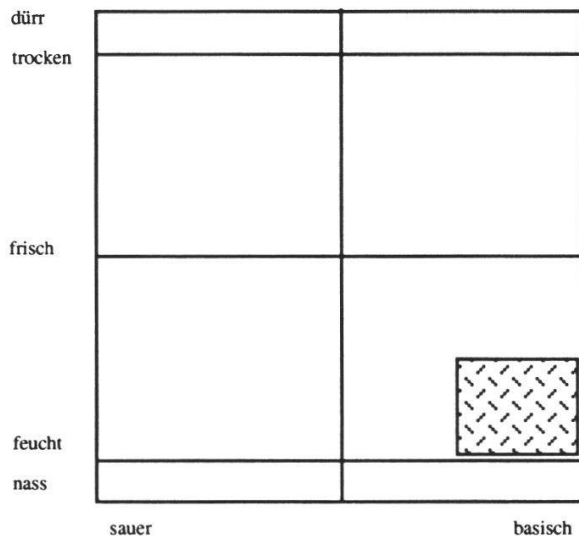 dürr
trocken
frisch
feucht
nass
sauer basisch